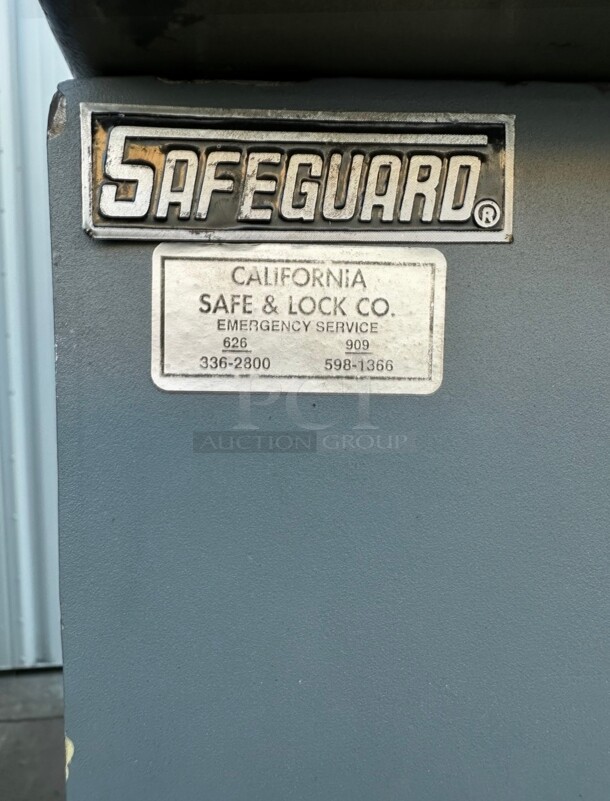 SAFEGUARD®
CALIFORNIA
SAFE & LOCK CO.
EMERGENCY SERVICE
626 909
336-2800 598-1366
PCI
AUCTION GROUP